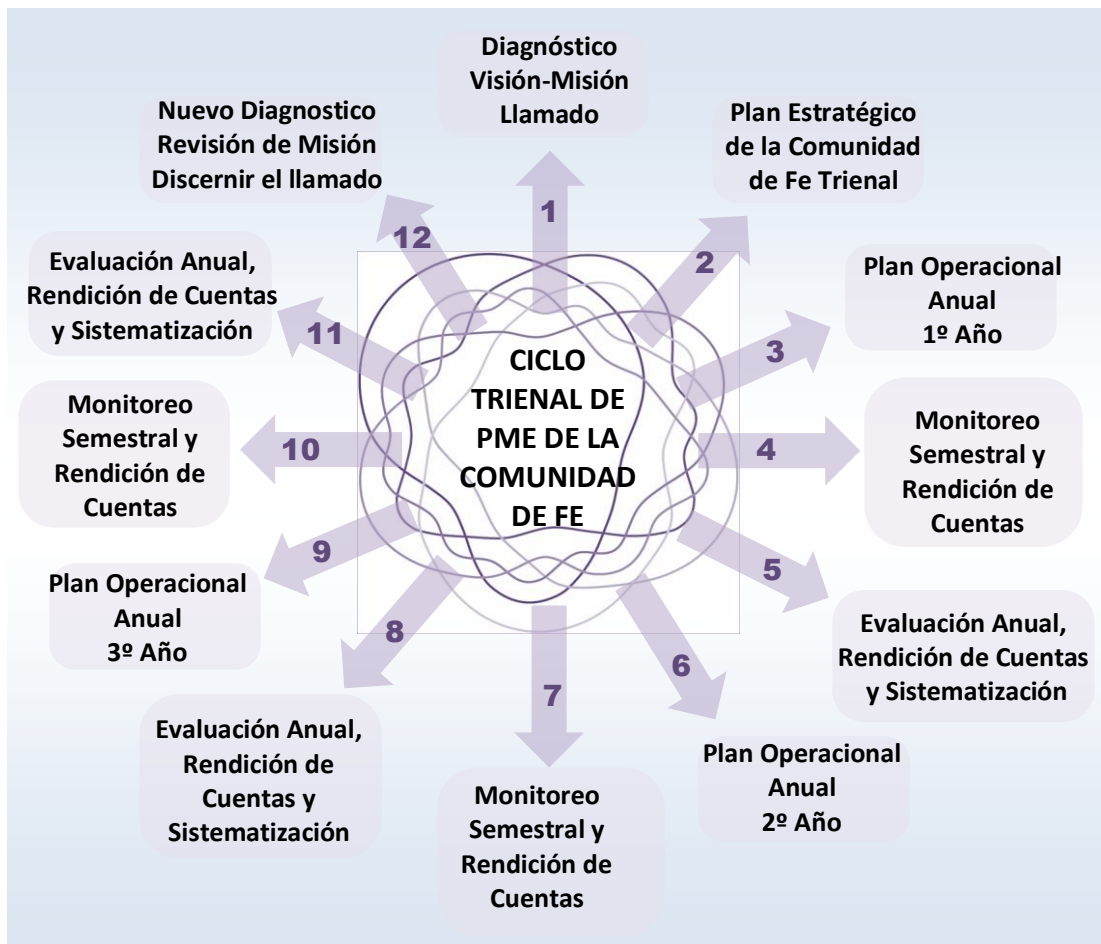 CICLO
TRIENAL DE
PME DE LA
COMUNIDAD
DE FE
1
Diagnóstico
Visión-Misión
Llamado
2
Plan Estratégico
de la Comunidad
de Fe Trienal
3
Plan Operacional
Anual
1º Año
4
Monitoreo
Semestral y
Rendición de
Cuentas
5
Evaluación Anual,
Rendición de Cuentas
y Sistematización
6
Plan Operacional
Anual
2º Año
7
Monitoreo
Semestral y
Rendición de
Cuentas
8
Evaluación Anual,
Rendición de
Cuentas y
Sistematización
9
Plan Operacional
Anual
3º Año
10
Monitoreo
Semestral y
Rendición de
Cuentas
11
Evaluación Anual,
Rendición de Cuentas
y Sistematización
12
Nuevo Diagnostico
Revisión de Misión
Discernir el llamado